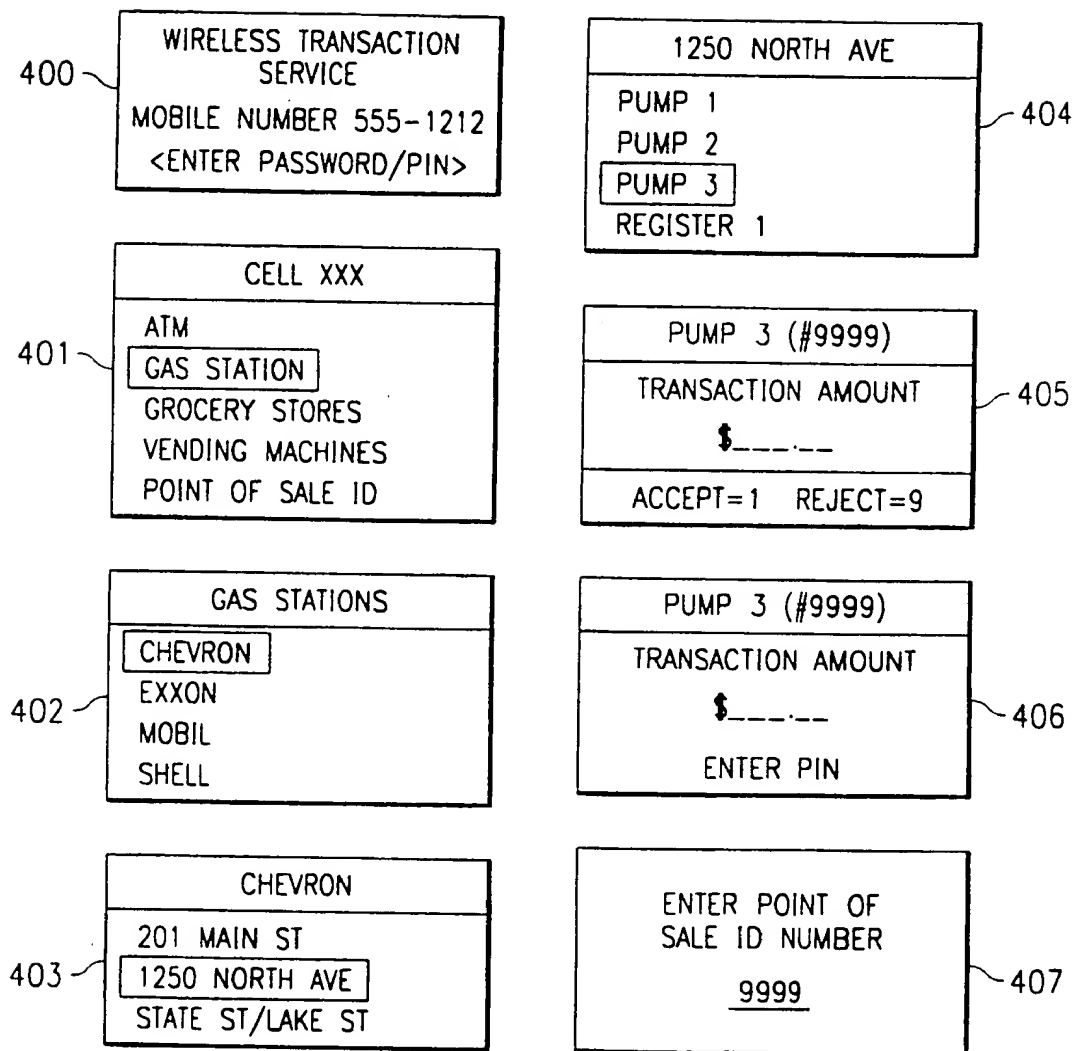 400
WIRELESS TRANSACTION
SERVICE
MOBILE NUMBER 555-1212
<ENTER PASSWORD/PIN>
401
CELL XXX
ATM
GAS STATION
GROCERY STORES
VENDING MACHINES
POINT OF SALE ID
402
GAS STATIONS
CHEVRON
EXXON
MOBIL
SHELL
403
CHEVRON
201 MAIN ST
1250 NORTH AVE
STATE ST/LAKE ST
1250 NORTH AVE
PUMP 1
PUMP 2
PUMP 3
REGISTER 1
404
PUMP 3 (#9999)
TRANSACTION AMOUNT
$___.__
ACCEPT=1 REJECT=9
405
PUMP 3 (#9999)
TRANSACTION AMOUNT
$___.__
ENTER PIN
406
ENTER POINT OF
SALE ID NUMBER
9999
407